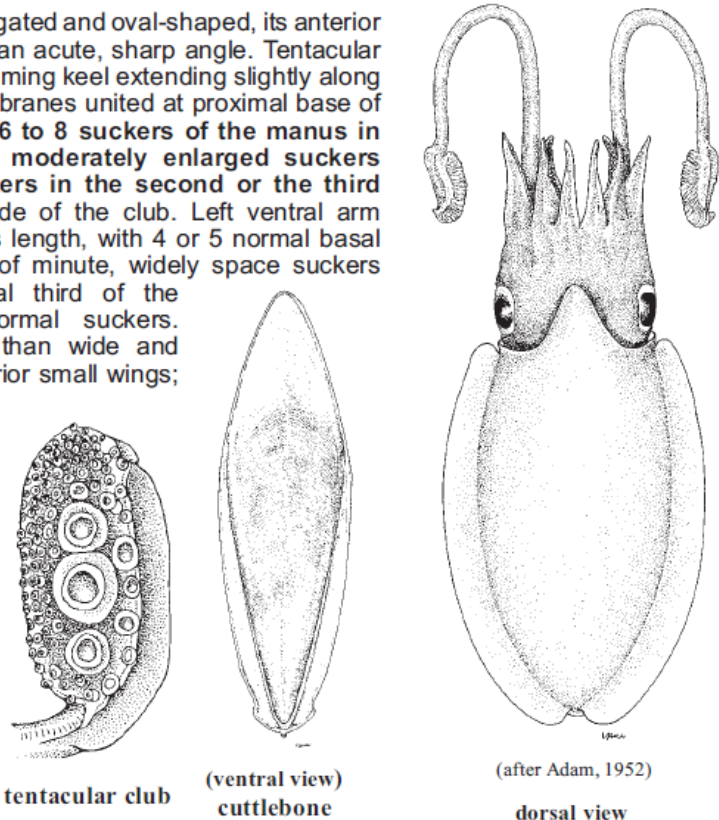 gated and oval-shaped, its anterior
an acute, sharp angle. Tentacular
ming keel extending slightly along
branes united at proximal base of
6 to 8 suckers of the manus in
moderately enlarged suckers
ers in the second or the third
de of the club. Left ventral arm
s length, with 4 or 5 normal basal
of minute, widely space suckers
al third of the
ormal suckers.
than wide and
rior small wings;
tentacular club
(ventral view)
cuttlebone
(after Adam, 1952)
dorsal view